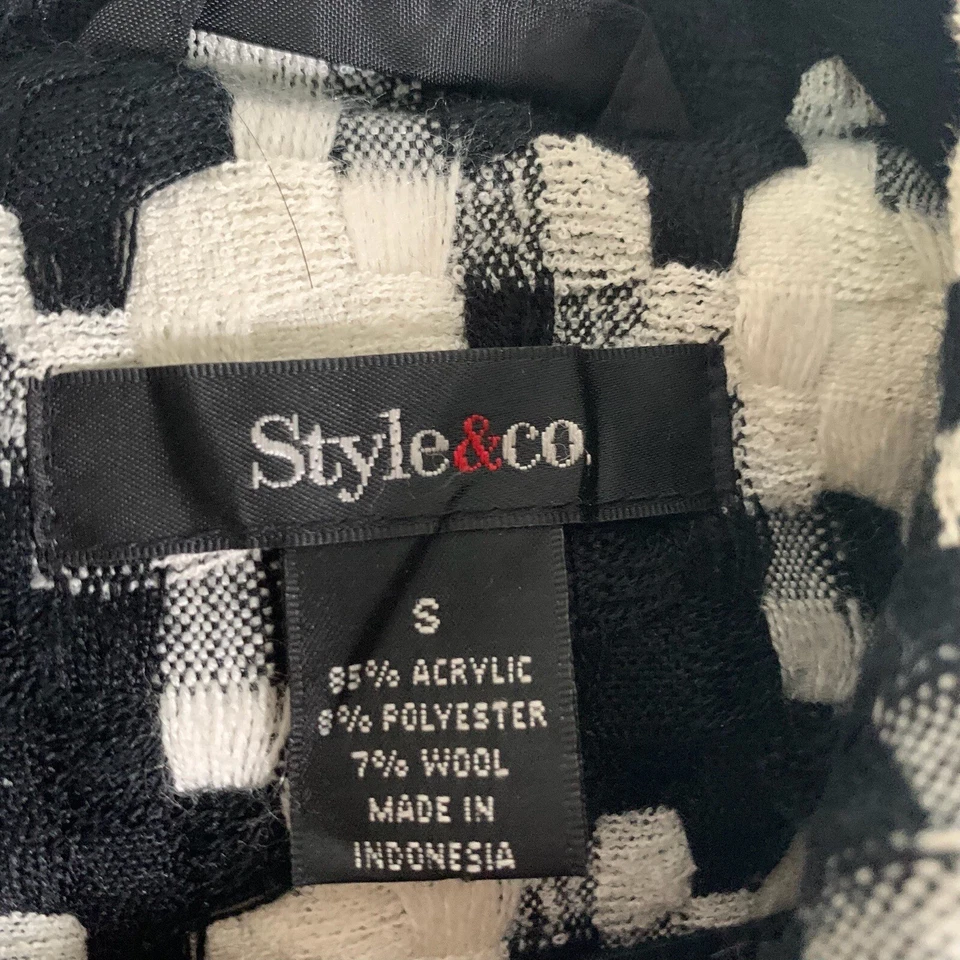 Style&co.
S
85% ACRYLIC
8% POLYESTER
7% WOOL
MADE IN
INDONESIA